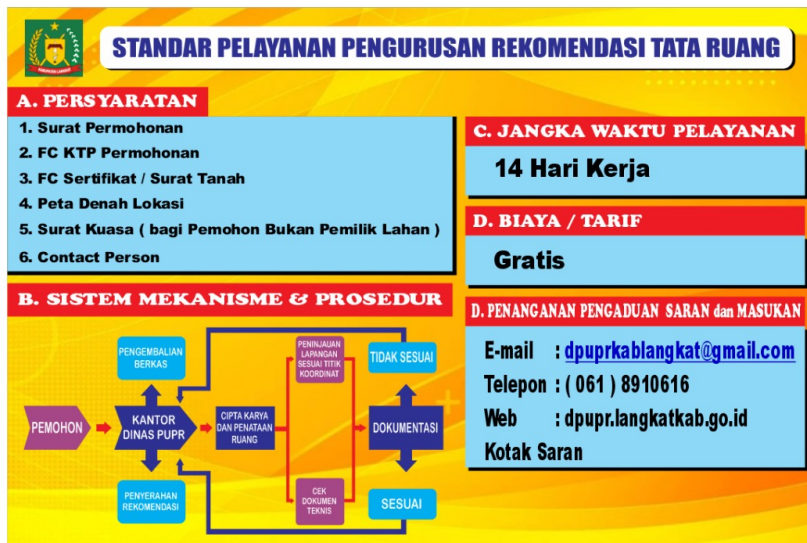 STANDAR PELAYANAN PENGURUSAN REKOMENDASI TATA RUANG
A. PERSYARATAN
1. Surat Permohonan
2. FC KTP Permohonan
3. FC Sertifikat / Surat Tanah
4. Peta Denah Lokasi
5. Surat Kuasa ( bagi Pemohon Bukan Pemilik Lahan )
6. Contact Person
B. SISTEM MEKANISME & PROSEDUR
PEMOHON
PENGEMBALIAN
BERKAS
KANTOR
DINAS PUPR
PENYERAHAN
REKOMENDASI
CIPTA KARYA
DAN PENATAAN
RUANG
PENINJAUAN
LAPANGAN
SESUAI TITIK
KOORDINAT
CEK
DOKUMEN
TEKNIS
TIDAK SESUAI
DOKUMENTASI
SESUAI
C. JANGKA WAKTU PELAYANAN
14 Hari Kerja
D. BIAYA / TARIF
Gratis
D. PENANGANAN PENGADUAN SARAN dan MASUKAN
E-mail : dpuprkablangkat@gmail.com
Telepon : ( 061 ) 8910616
Web : dpupr.langkatkab.go.id
Kotak Saran